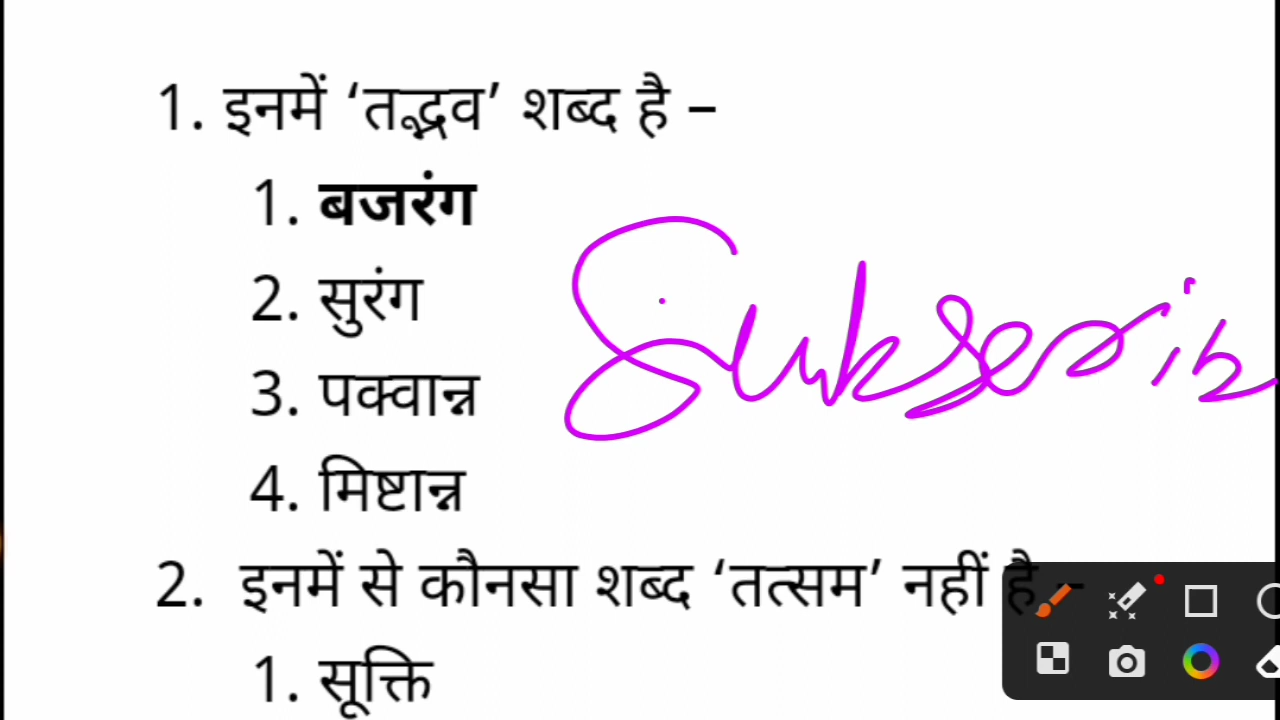 1. इनमें ‘तद्भव’ शब्द है –
1. बजरंग
2. सुरंग
3. पक्वान्न
4. मिष्टान्न
Subscrib
2. इनमें से कौनसा शब्द ‘तत्सम’ नहीं है –
1. सूक्ति